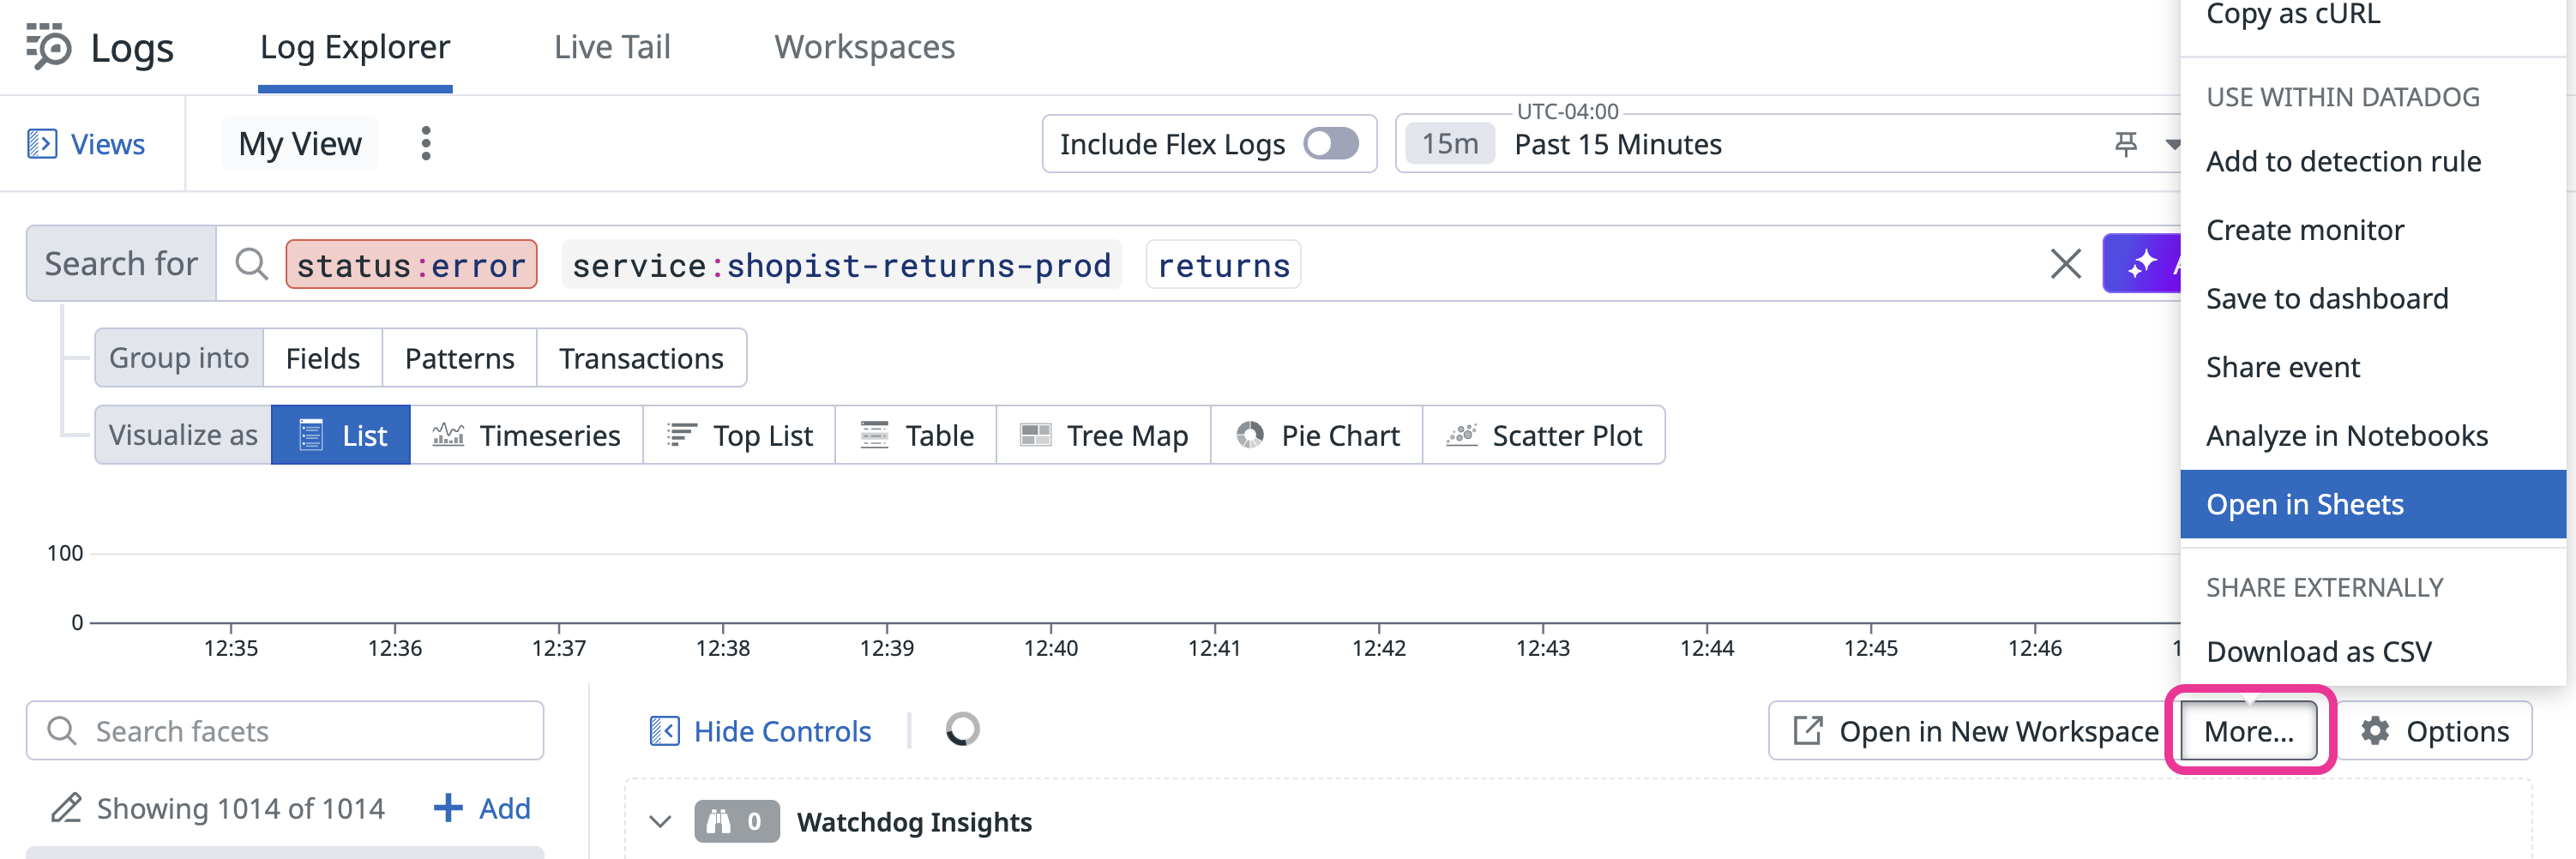 Logs
Log Explorer
Live Tail
Workspaces
Views
My View
Include Flex Logs
UTC-04:00
15m Past 15 Minutes
Search for status:error service:shopist-returns-prod returns
Group into Fields Patterns Transactions
Visualize as List Timeseries Top List Table Tree Map Pie Chart Scatter Plot
100
0
12:35 12:36 12:37 12:38 12:39 12:40 12:41 12:42 12:43 12:44 12:45 12:46
Copy as cURL
USE WITHIN DATADOG
Add to detection rule
Create monitor
Save to dashboard
Share event
Analyze in Notebooks
Open in Sheets
SHARE EXTERNALLY
Download as CSV
Search facets
Hide Controls
Open in New Workspace
More...
Options
Showing 1014 of 1014
Add
0 Watchdog Insights